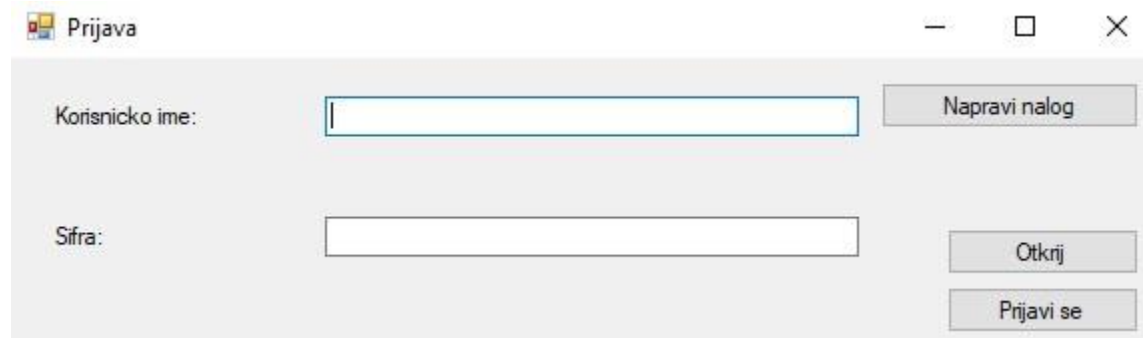 Prijava
Korisnicko ime:
Napravi nalog
Sifra:
Otkrij
Prijavi se